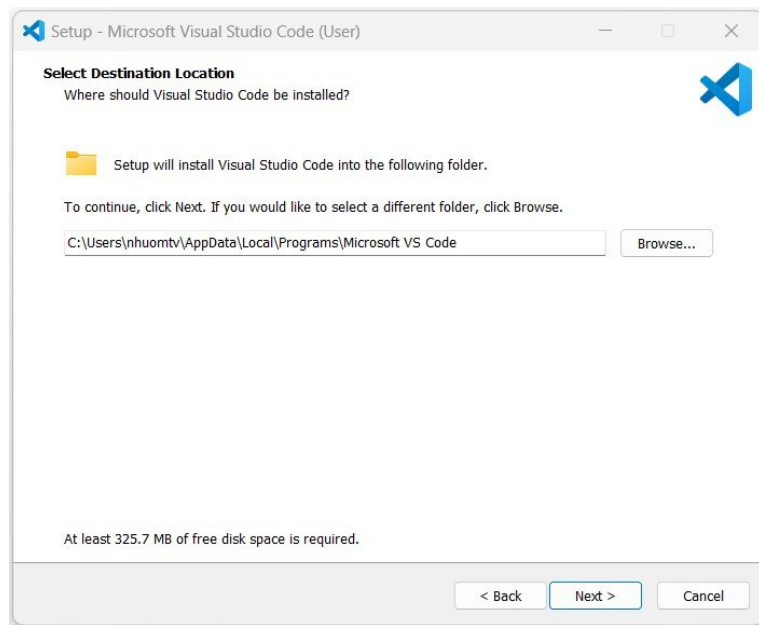 Setup - Microsoft Visual Studio Code (User)
Select Destination Location
Where should Visual Studio Code be installed?
Setup will install Visual Studio Code into the following folder.
To continue, click Next. If you would like to select a different folder, click Browse.
C:\Users\nhuomtv\AppData\Local\Programs\Microsoft VS Code
Browse...
At least 325.7 MB of free disk space is required.
< Back
Next >
Cancel